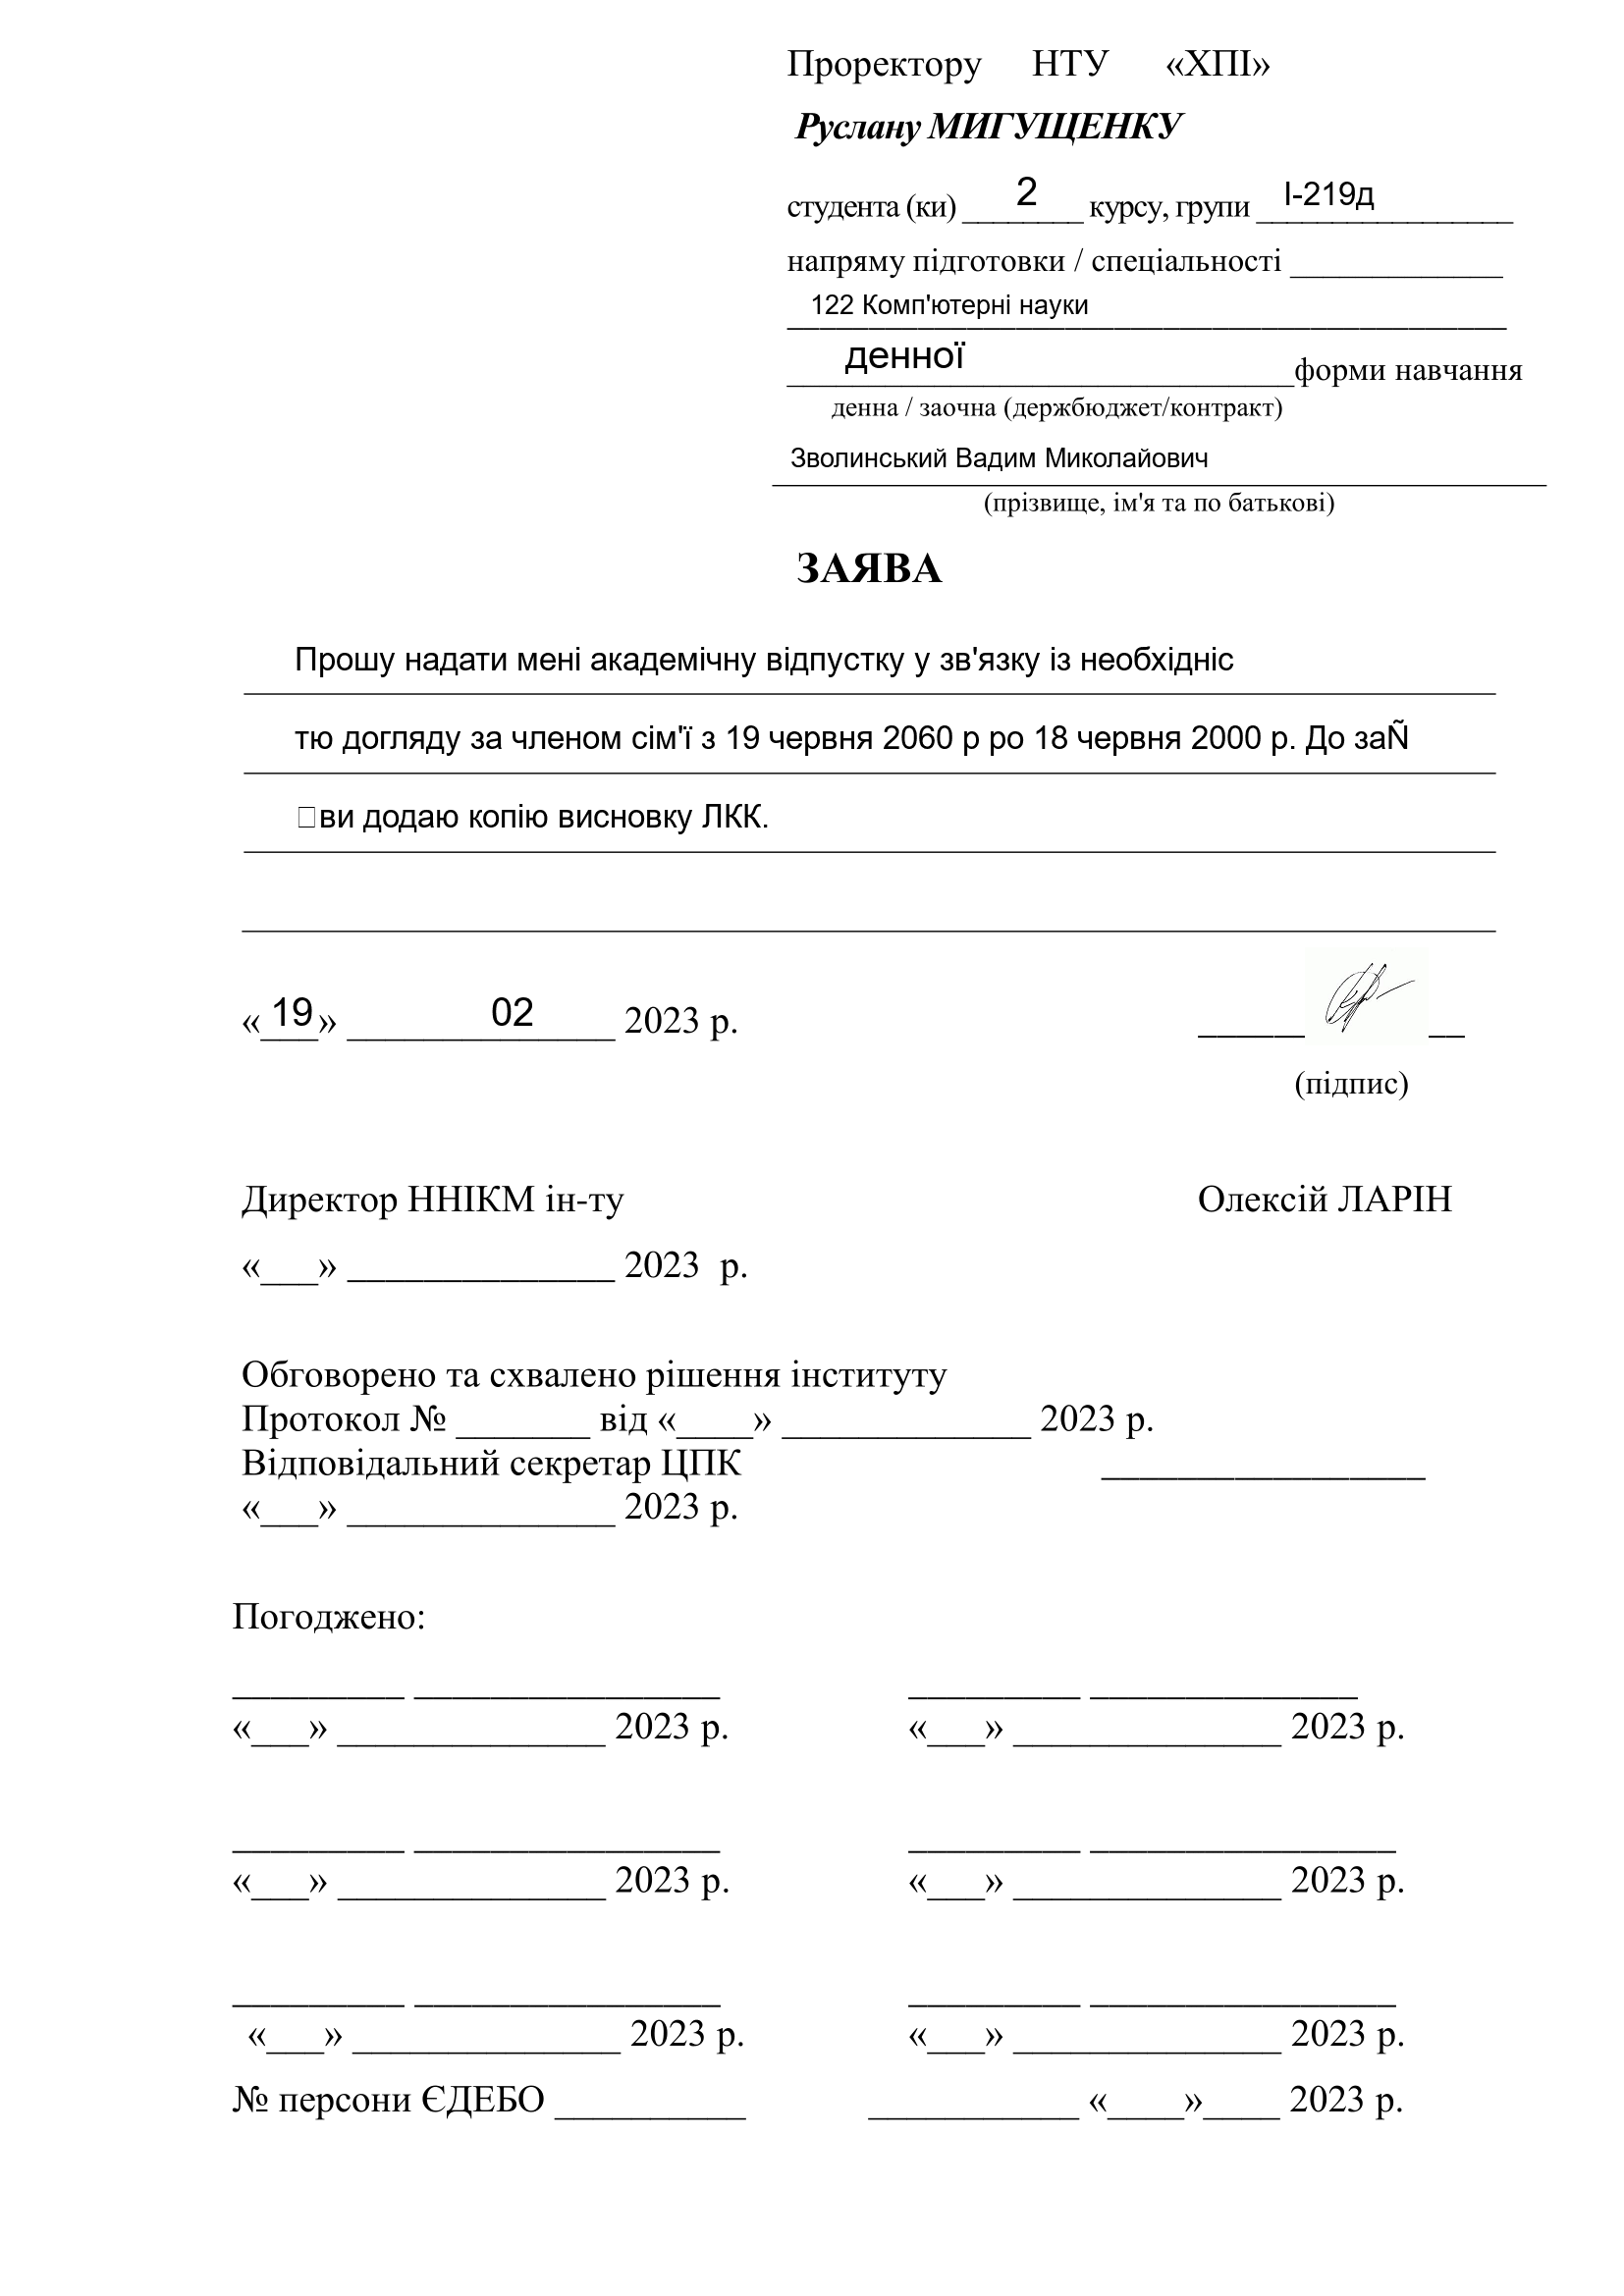 Проректору НТУ «ХПІ»
Руслану МИГУЩЕНКУ
студента (ки) ________ 2 курсу, групи І-219д
напряму підготовки / спеціальності _____________
122 Комп'ютерні науки
денної форми навчання
денна / заочна (держбюджет/контракт)
Зволинський Вадим Миколайович
(прізвище, ім'я та по батькові)
ЗАЯВА
Прошу надати мені академічну відпустку у зв'язку із необхідніс
тю догляду за членом сім'ї з 19 червня 2060 р ро 18 червня 2000 р. До заÑ
□ви додаю копію висновку ЛКК.
«19» 02 2023 р.
(підпис)
Директор ННІКМ ін-ту Олексій ЛАРІН
«___» ______________ 2023 р.
Обговорено та схвалено рішення інституту
Протокол № _______ від «____» _____________ 2023 р.
Відповідальний секретар ЦПК _________________
«___» ______________ 2023 р.
Погоджено:
_________ ________________ _________ ______________
«___» ______________ 2023 р. «___» ______________ 2023 р.
_________ ________________ _________ ________________
«___» ______________ 2023 р. «___» ______________ 2023 р.
_________ ________________ _________ ________________
«___» ______________ 2023 р. «___» ______________ 2023 р.
№ персони ЄДЕБО __________ ___________ «____»____ 2023 р.